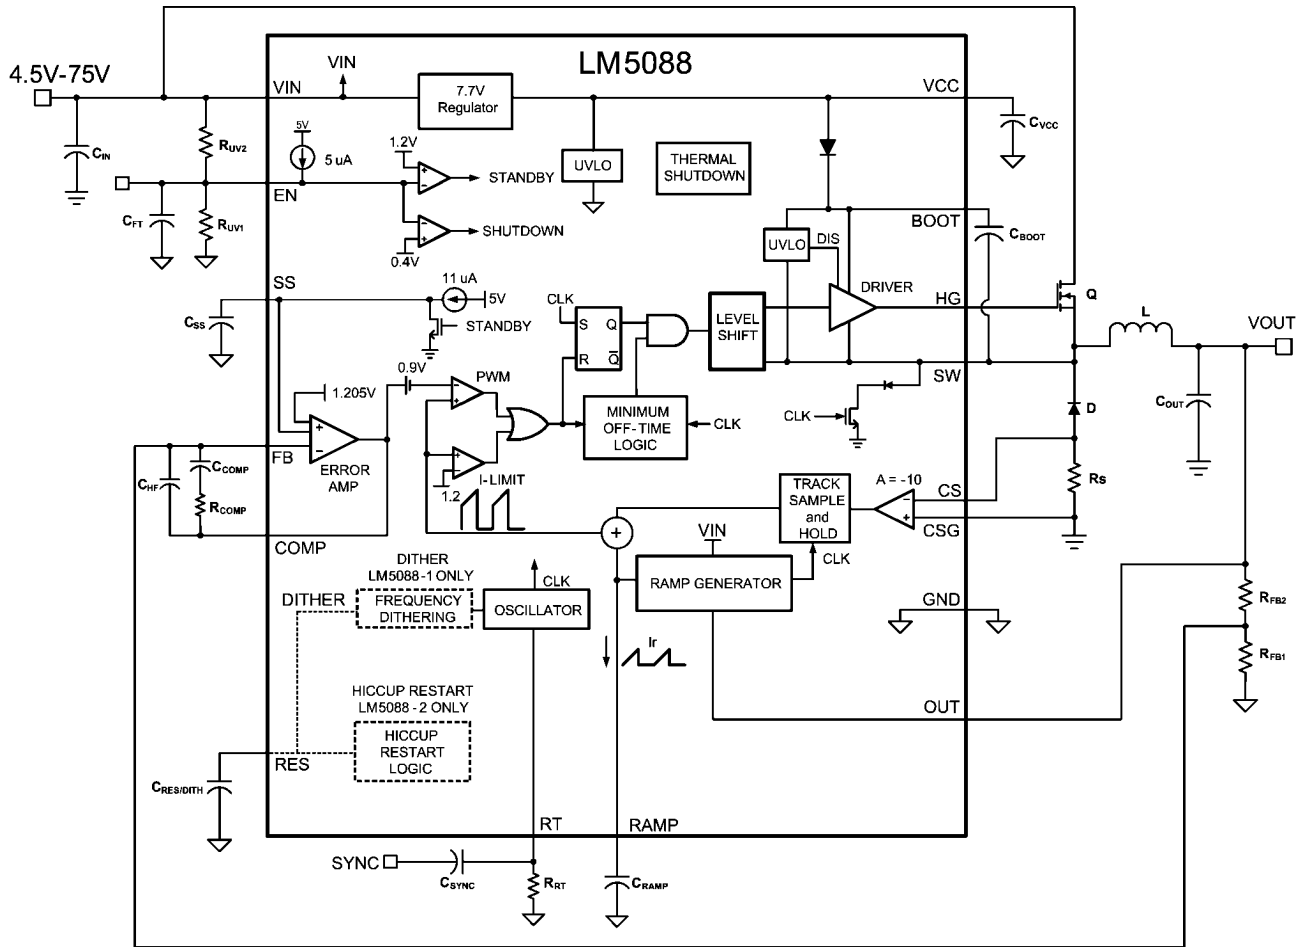 LM5088
4.5V-75V
VIN
VIN
7.7V
Regulator
VCC
CVCC
CIN
RUV2
5V
5 uA
1.2V
STANDBY
UVLO
THERMAL
SHUTDOWN
EN
CFT
RUV1
SHUTDOWN
0.4V
BOOT
CBOOT
UVLO
DIS
DRIVER
SS
11 uA
5V
CSS
STANDBY
CLK
S
Q
R
Q
LEVEL
SHIFT
HG
Q
L
VOUT
SW
0.9V
PWM
1.205V
MINIMUM
OFF-TIME
LOGIC
CLK
CLK
D
COUT
FB
ERROR
AMP
CCOMP
CHF
RCOMP
COMP
1.2
I-LIMIT
TRACK
SAMPLE
and
HOLD
A = -10
CS
CSG
RS
CLK
VIN
+
RAMP GENERATOR
DITHER
LM5088-1 ONLY
CLK
DITHER
FREQUENCY
DITHERING
OSCILLATOR
GND
RFB2
RFB1
Ir
HICCUP RESTART
LM5088-2 ONLY
HICCUP
RESTART
LOGIC
OUT
RES
CRES/DITH
RT
RAMP
SYNC
CSYNC
RRT
CRAMP